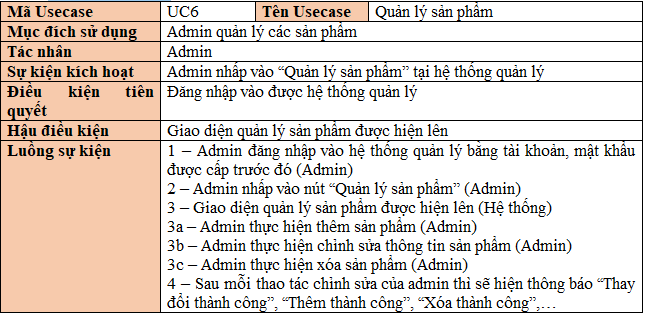 Mã Usecase UC6 Tên Usecase Quản lý sản phẩm
Mục đích sử dụng Admin quản lý các sản phẩm
Tác nhân Admin
Sự kiện kích hoạt Admin nhấp vào “Quản lý sản phẩm” tại hệ thống quản lý
Điều kiện tiên Đăng nhập vào được hệ thống quản lý
quyết
Hậu điều kiện Giao diện quản lý sản phẩm được hiện lên
Luồng sự kiện 1 – Admin đăng nhập vào hệ thống quản lý bằng tài khoản, mật khẩu
được cấp trước đó (Admin)
2 – Admin nhấp vào nút “Quản lý sản phẩm” (Admin)
3 – Giao diện quản lý sản phẩm được hiện lên (Hệ thống)
3a – Admin thực hiện thêm sản phẩm (Admin)
3b – Admin thực hiện chỉnh sửa thông tin sản phẩm (Admin)
3c – Admin thực hiện xóa sản phẩm (Admin)
4 – Sau mỗi thao tác chỉnh sửa của admin thì sẽ hiện thông báo “Thay
đổi thành công”, “Thêm thành công”, “Xóa thành công”,…